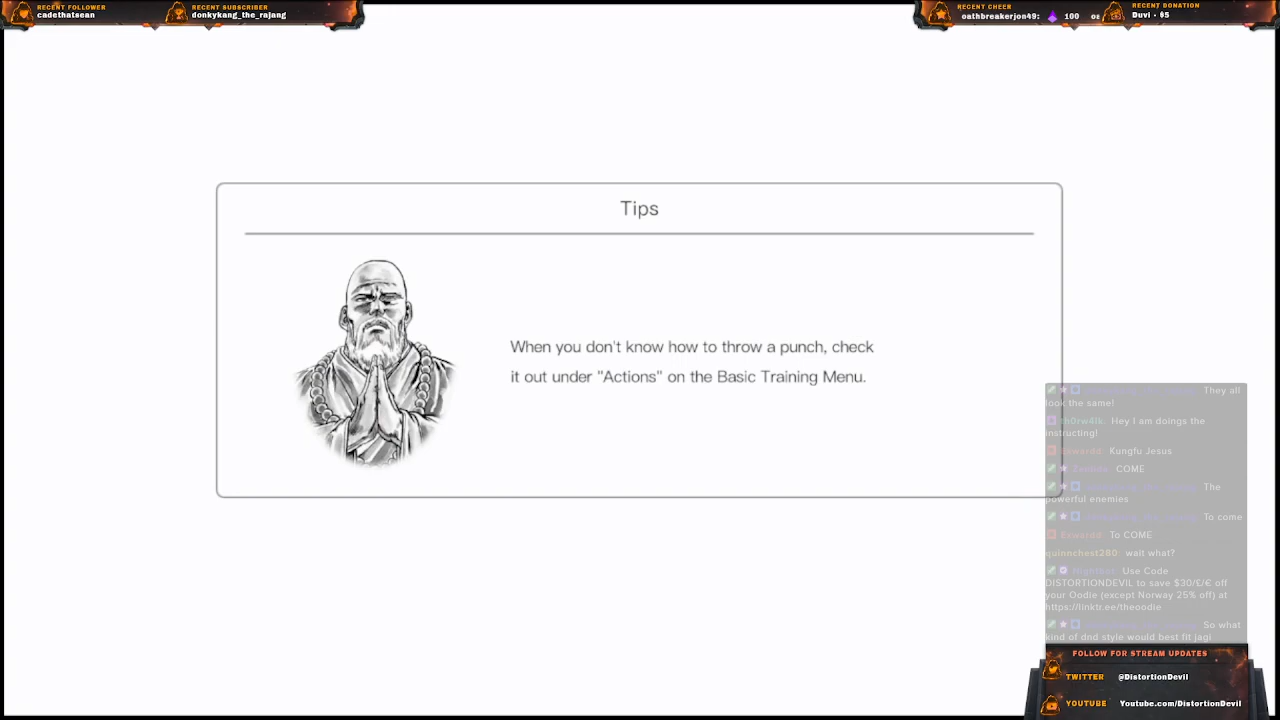 RECENT FOLLOWER
cadethatsean
RECENT SUBSCRIBER
donkykang_the_rajang
RECENT CHEER
oathbreakerjon49: 100
RECENT DONATION
Duvi - $5
Tips
When you don't know how to throw a punch, check
it out under "Actions" on the Basic Training Menu.
They all
look the same!
th0rw4lk: Hey I am doings the
instructing!
Kungfu Jesus
COME
The
powerful enemies
To come
To COME
quinnchest280: wait what?
Nightbot: Use Code
DISTORTIONDEVIL to save $30/£/€ off
your Oodie (except Norway 25% off) at
https://linktr.ee/theoodie
So what
kind of dnd style would best fit jagi
FOLLOW FOR STREAM UPDATES
TWITTER @DistortionDevil
YOUTUBE Youtube.com/DistortionDevil